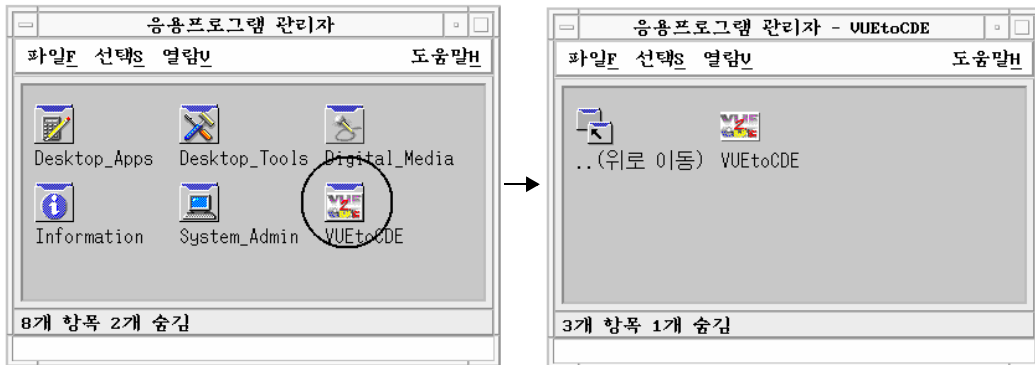 응용프로그램 관리자
파일F 선택S 열람V 도움말H
Desktop_Apps Desktop_Tools Digital_Media
Information System_Admin VUEtoCDE
8개 항목 2개 숨김
응용프로그램 관리자 - VUEtoCDE
파일F 선택S 열람V 도움말H
VUE 2 CDE
..(위로 이동) VUEtoCDE
3개 항목 1개 숨김